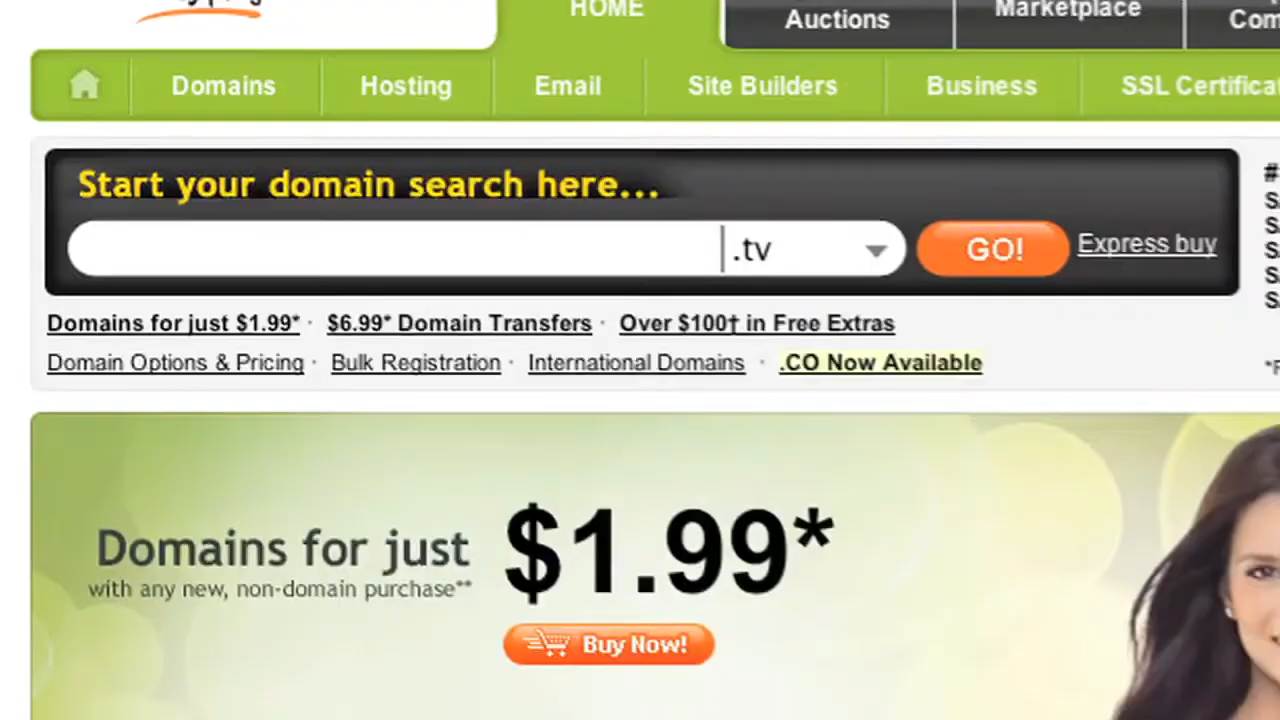 HOME
Auctions
Marketplace
Domains
Hosting
Email
Site Builders
Business
SSL Certifica
Start your domain search here...
.tv
GO!
Express buy
Domains for just $1.99* · $6.99* Domain Transfers · Over $100† in Free Extras
Domain Options & Pricing · Bulk Registration · International Domains · .CO Now Available
Domains for just $1.99*
with any new, non-domain purchase**
Buy Now!